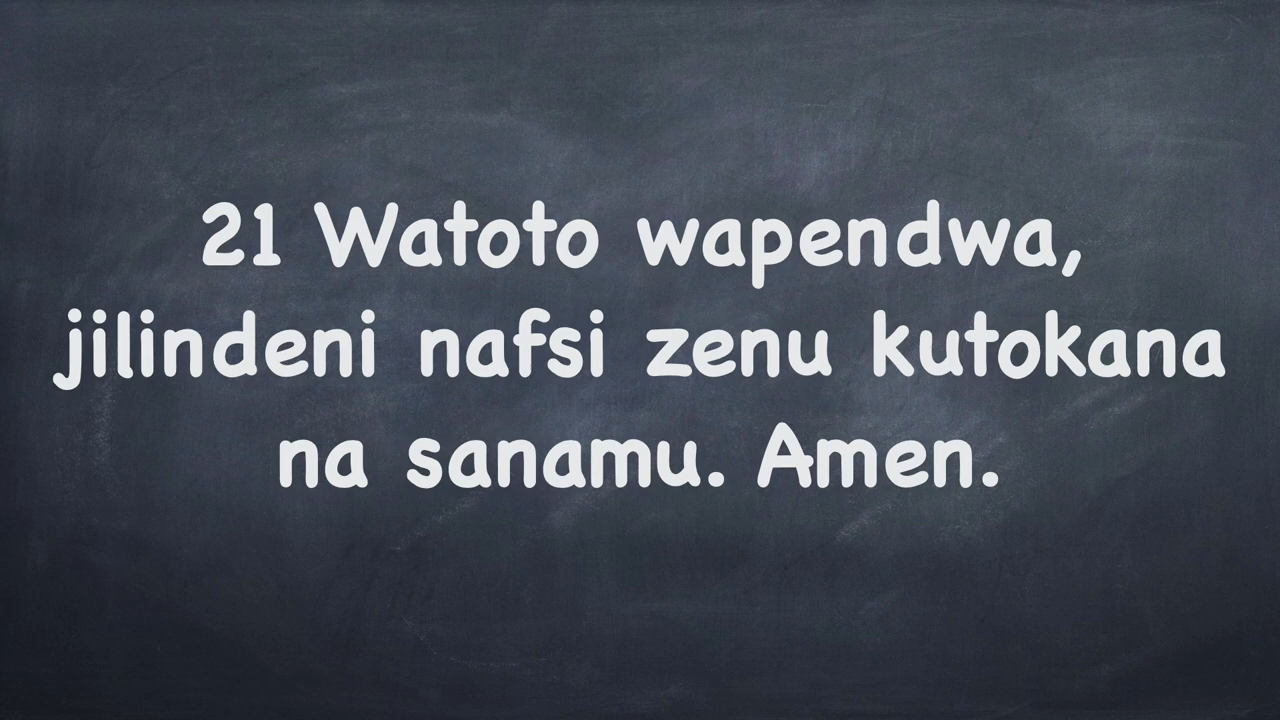 21 Watoto wapendwa,
jilindeni nafsi zenu kutokana
na sanamu. Amen.